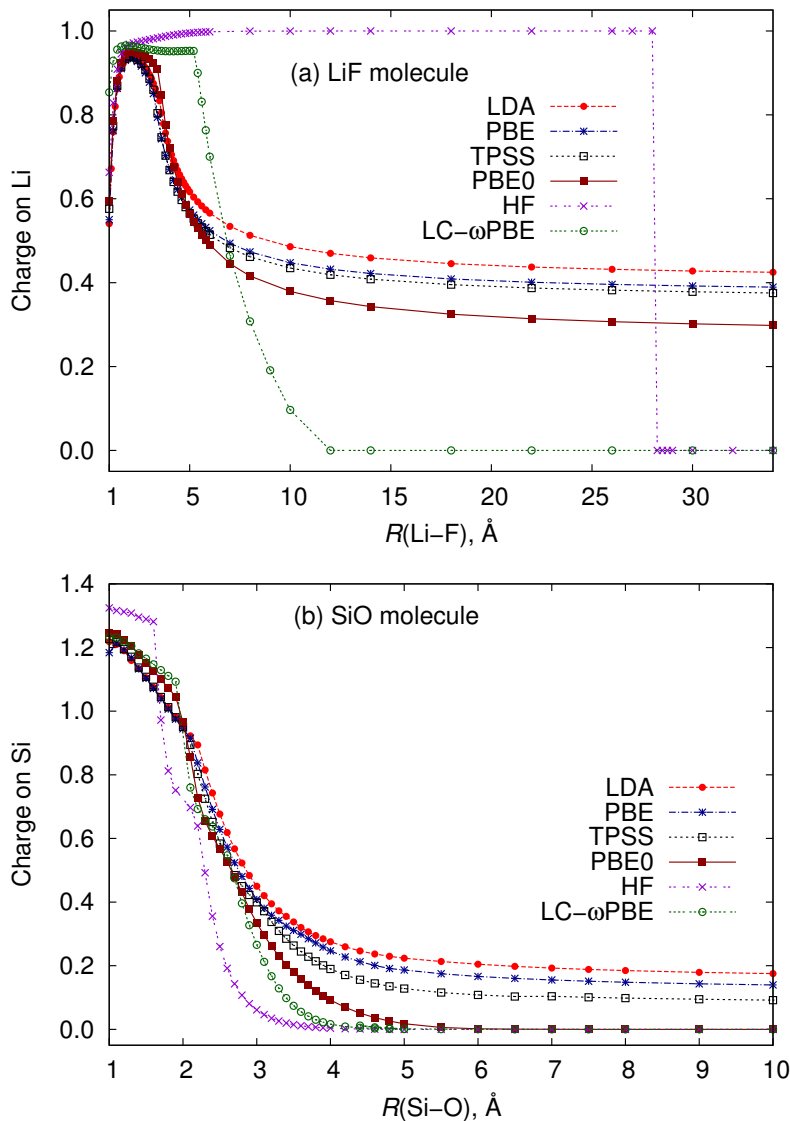 (a) LiF molecule
LDA
PBE
TPSS
PBE0
HF
LC-ωPBE
Charge on Li
1.0
0.8
0.6
0.4
0.2
0.0
1 5 10 15 20 25 30
R(Li−F), Å
(b) SiO molecule
LDA
PBE
TPSS
PBE0
HF
LC-ωPBE
Charge on Si
1.4
1.2
1.0
0.8
0.6
0.4
0.2
0.0
1 2 3 4 5 6 7 8 9 10
R(Si−O), Å